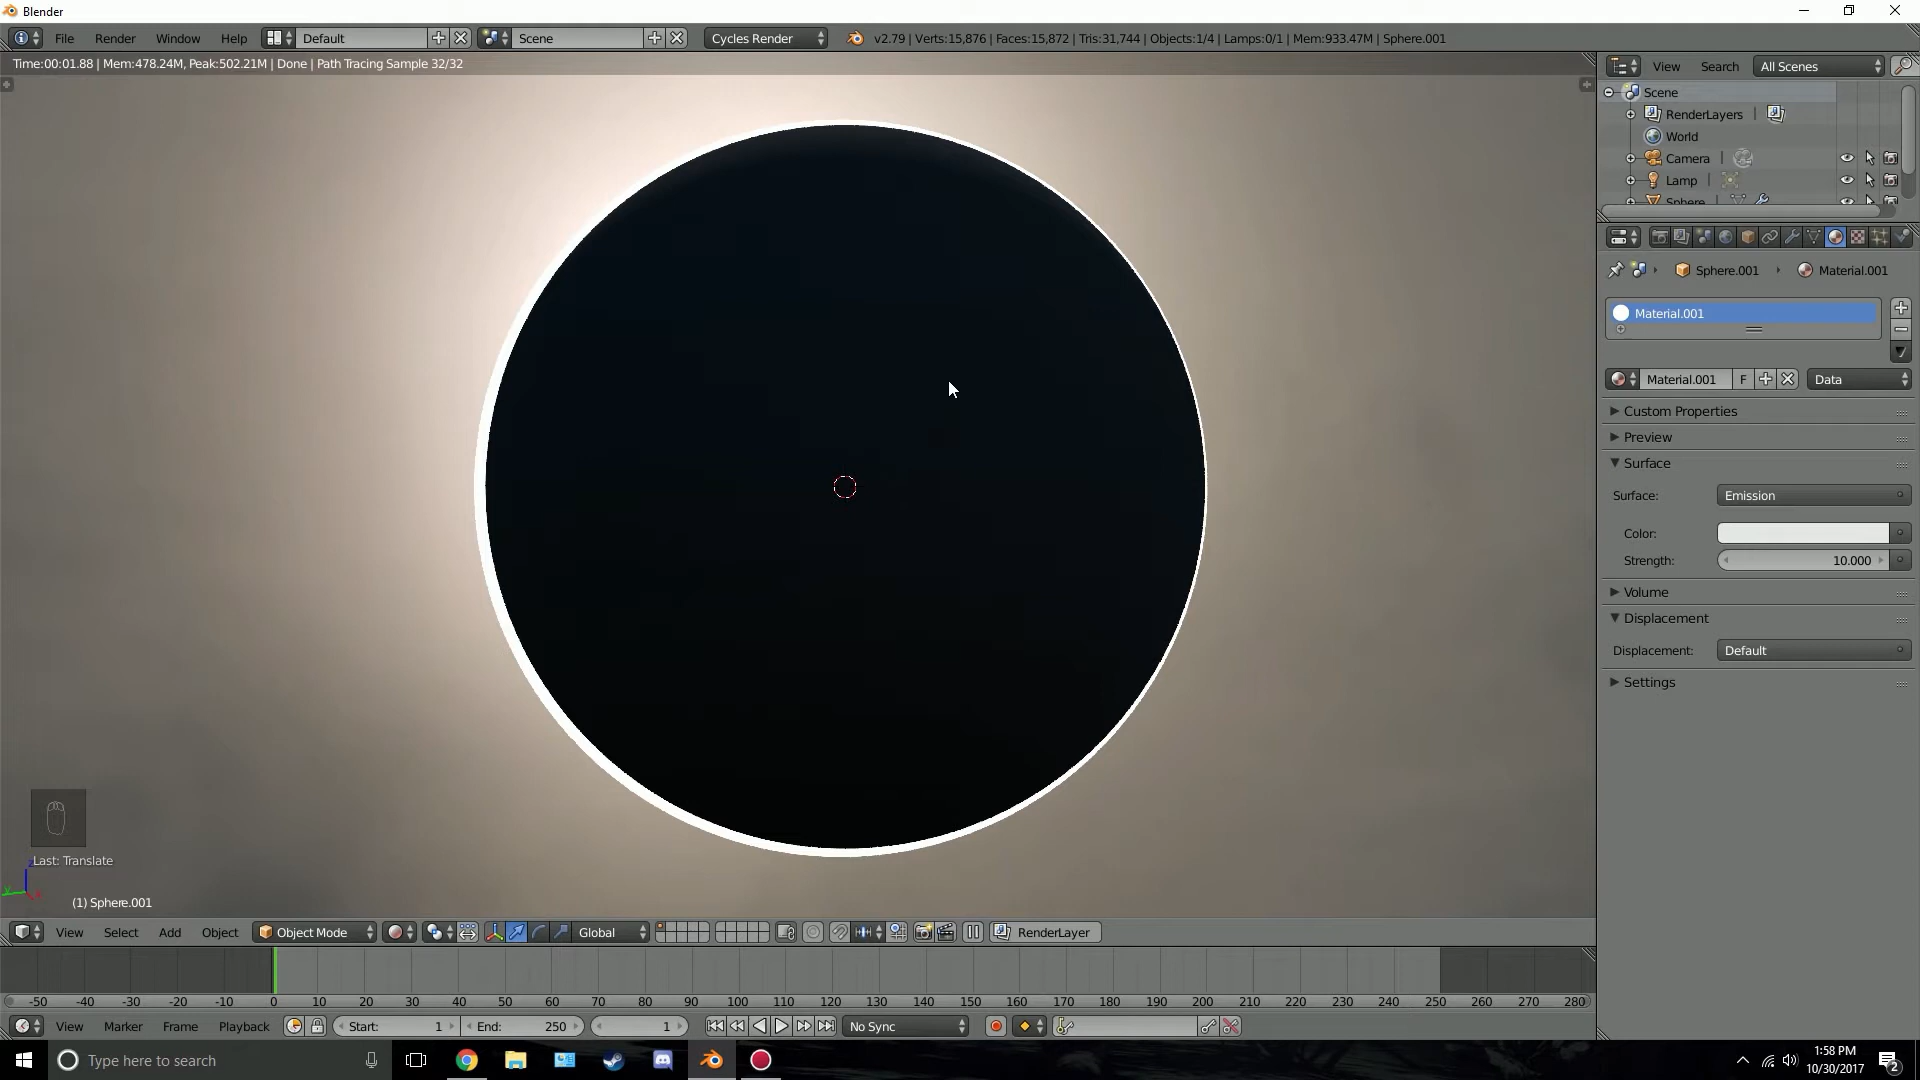 Blender
File Render Window Help Default Scene Cycles Render v2.79 | Verts:15,876 | Faces:15,872 | Tris:31,744 | Objects:1/4 | Lamps:0/1 | Mem:933.47M | Sphere.001
Time:00:01.88 | Mem:478.24M, Peak:502.21M | Done | Path Tracing Sample 32/32
View Search All Scenes
Scene
RenderLayers |
World
Camera |
Lamp |
Sphere
Sphere.001 Material.001
Material.001
Material.001 F Data
Custom Properties
Preview
Surface
Surface: Emission
Color:
Strength: 10.000
Volume
Displacement
Displacement: Default
Settings
Last: Translate
(1) Sphere.001
View Select Add Object Object Mode Global RenderLayer
-50 -40 -30 -20 -10 0 10 20 30 40 50 60 70 80 90 100 110 120 130 140 150 160 170 180 190 200 210 220 230 240 250 260 270 280
View Marker Frame Playback Start: 1 End: 250 1 No Sync
Type here to search
1:58 PM
10/30/2017
2